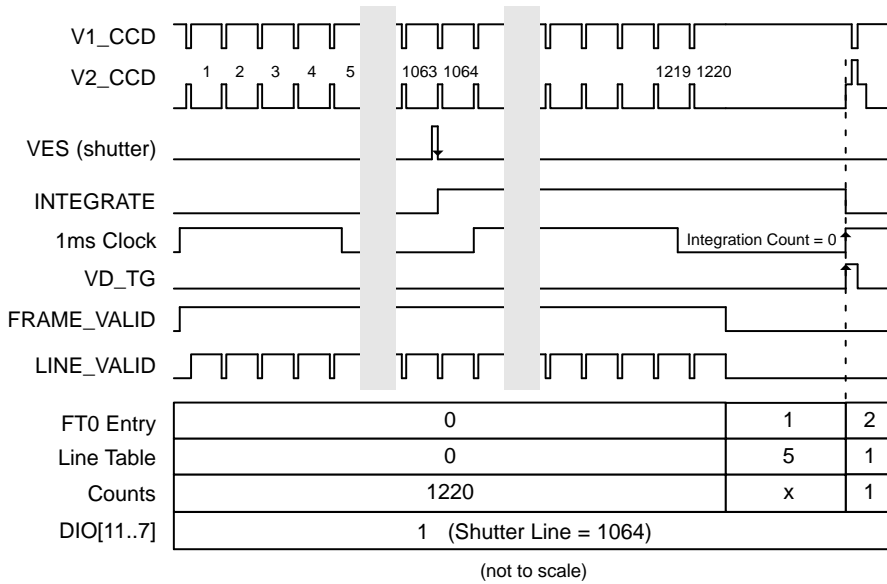 V1_CCD
V2_CCD
1 2 3 4 5 1063 1064 1219 1220
VES (shutter)
INTEGRATE
1ms Clock
Integration Count = 0
VD_TG
FRAME_VALID
LINE_VALID
FT0 Entry 0 1 2
Line Table 0 5 1
Counts 1220 x 1
DIO[11..7] 1 (Shutter Line = 1064)
(not to scale)